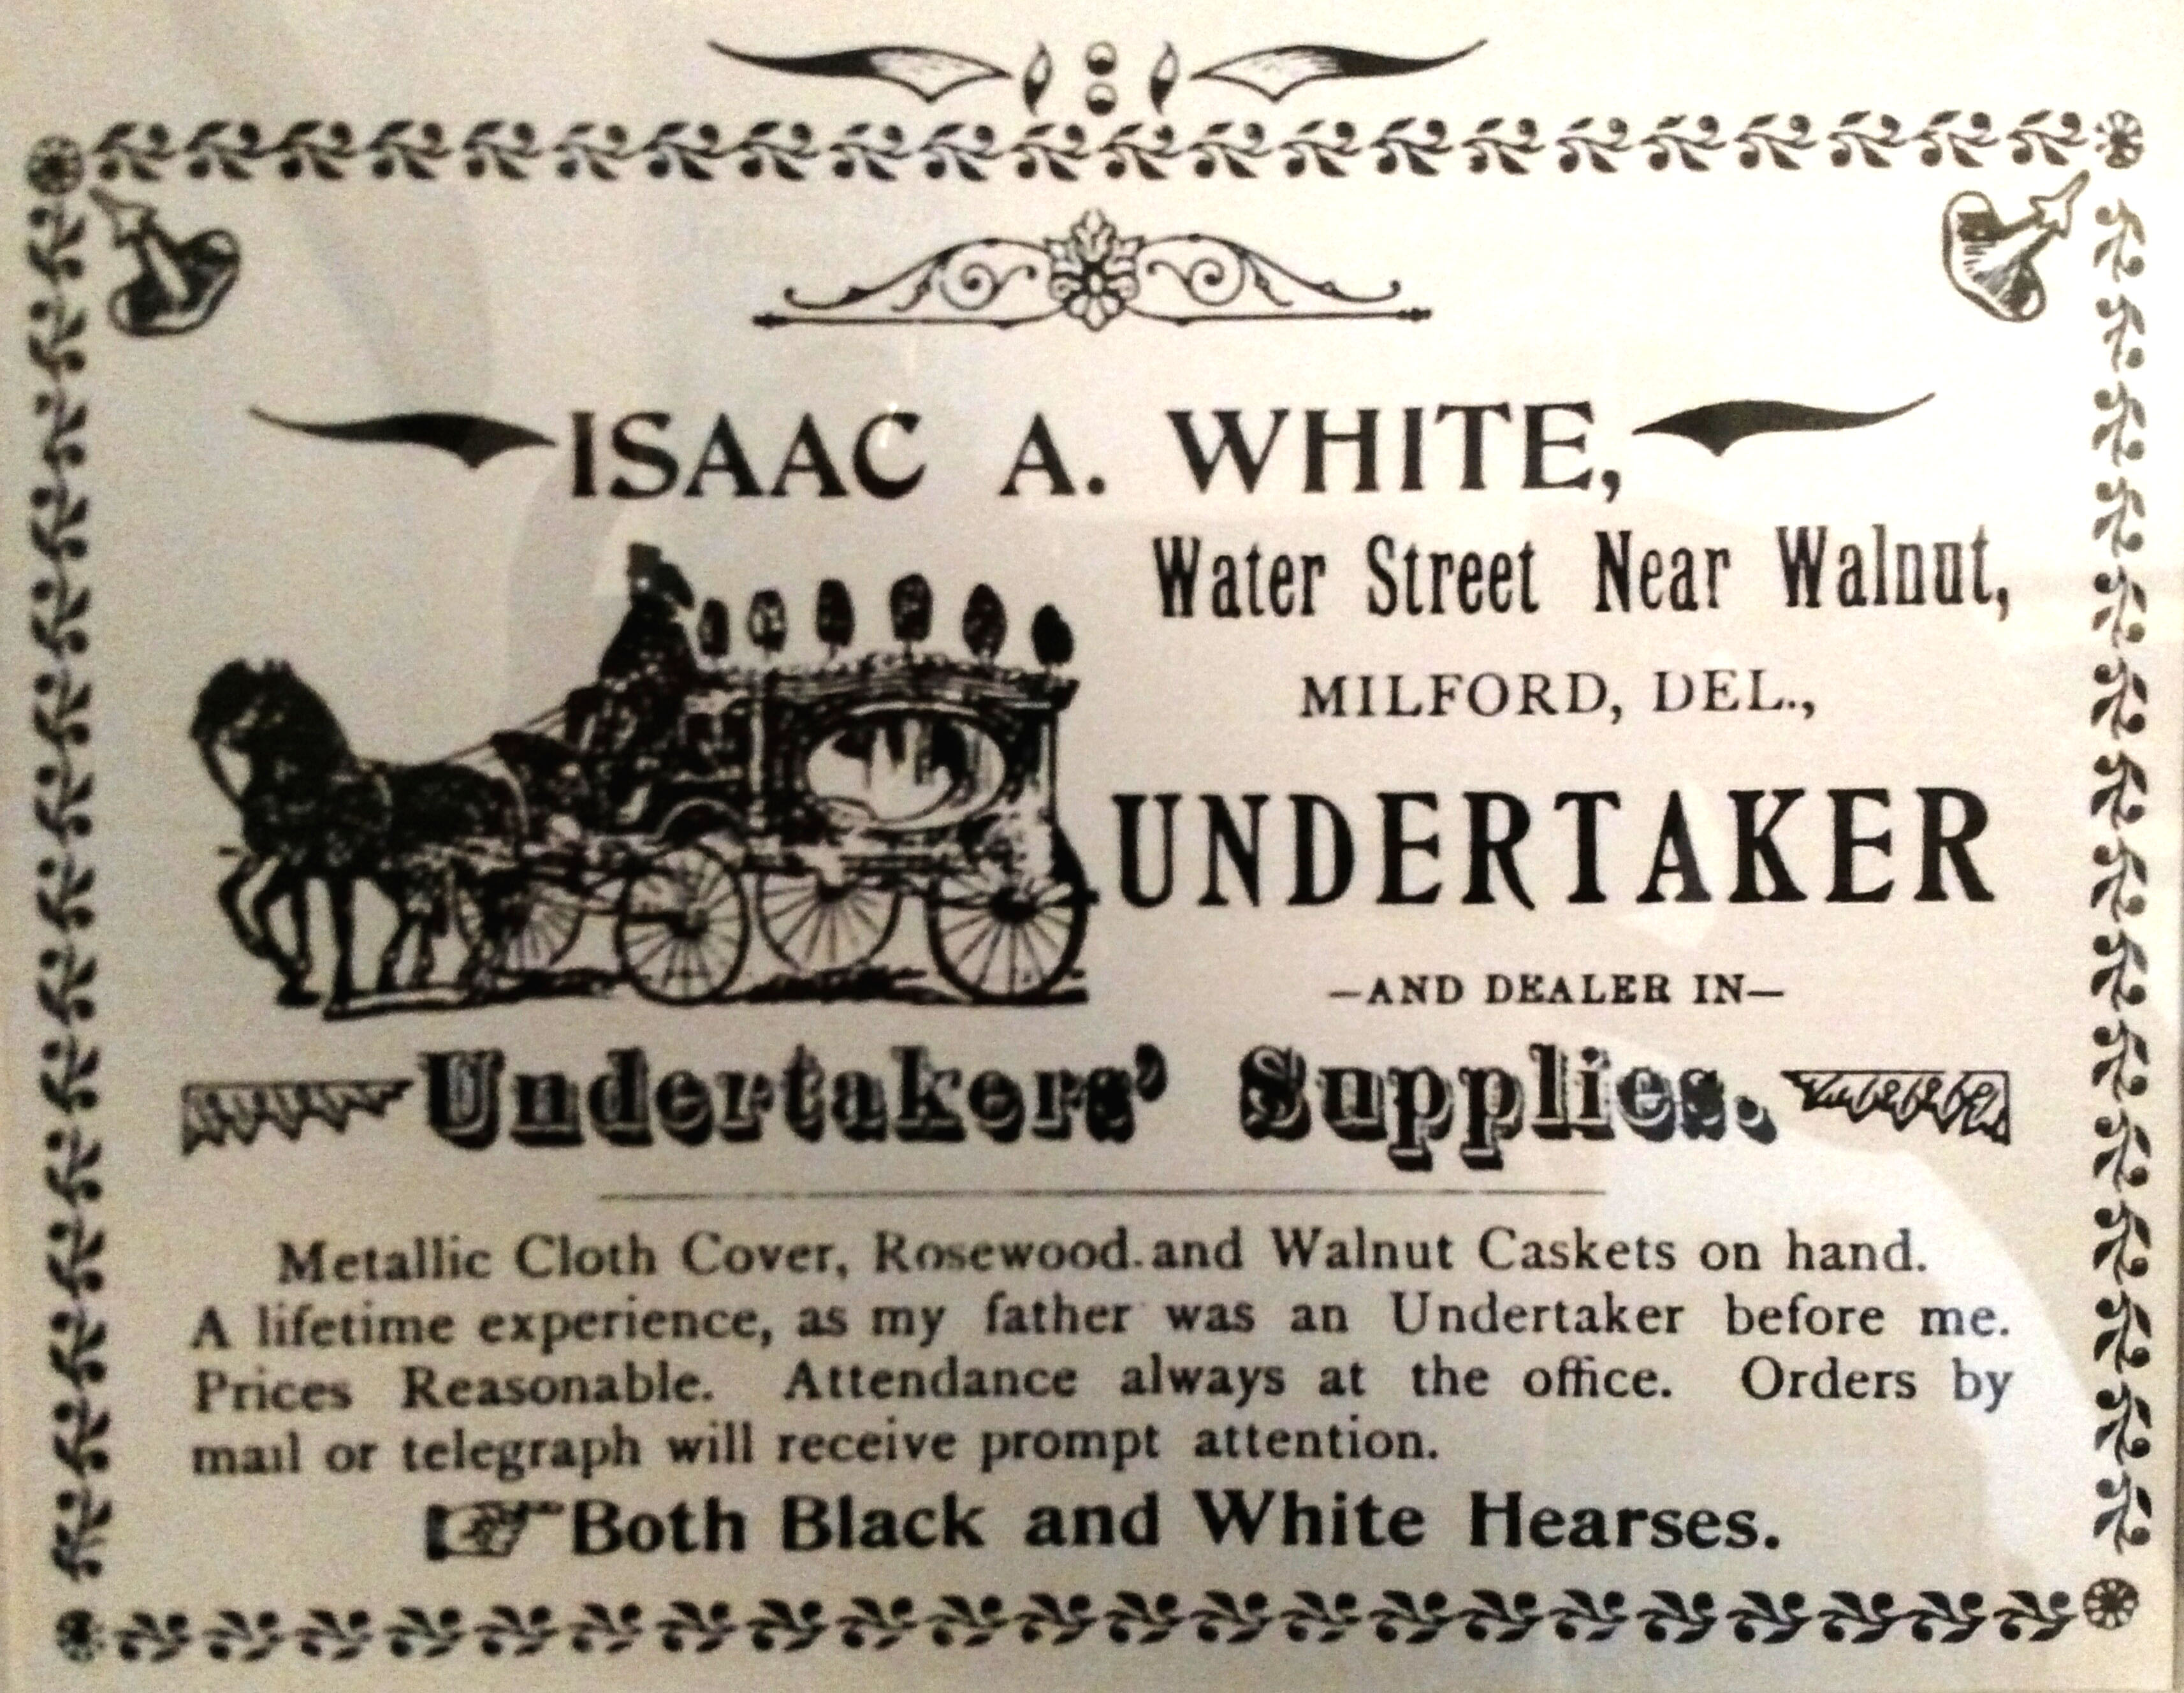 ISAAC A. WHITE,
Water Street Near Walnut,
MILFORD, DEL.,
UNDERTAKER
—AND DEALER IN—
Undertakers' Supplies.
Metallic Cloth Cover, Rosewood and Walnut Caskets on hand.
A lifetime experience, as my father was an Undertaker before me.
Prices Reasonable. Attendance always at the office. Orders by
mail or telegraph will receive prompt attention.
Both Black and White Hearses.